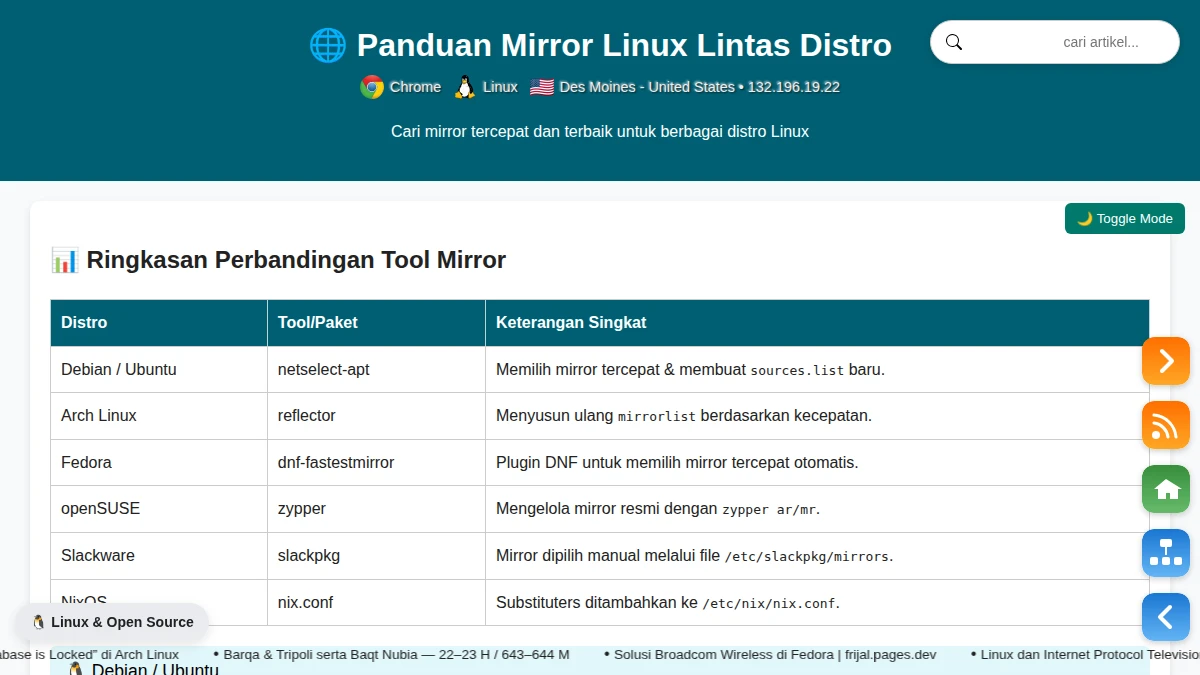 🌐 Panduan Mirror Linux Lintas Distro
cari artikel...
Chrome Linux Des Moines - United States • 132.196.19.22
Cari mirror tercepat dan terbaik untuk berbagai distro Linux
🌙 Toggle Mode
📊 Ringkasan Perbandingan Tool Mirror
Distro Tool/Paket Keterangan Singkat
Debian / Ubuntu netselect-apt Memilih mirror tercepat & membuat sources.list baru.
Arch Linux reflector Menyusun ulang mirrorlist berdasarkan kecepatan.
Fedora dnf-fastestmirror Plugin DNF untuk memilih mirror tercepat otomatis.
openSUSE zypper Mengelola mirror resmi dengan zypper ar/mr.
Slackware slackpkg Mirror dipilih manual melalui file /etc/slackpkg/mirrors.
NixOS nix.conf Substituters ditambahkan ke /etc/nix/nix.conf.
🐧 Linux & Open Source
abase is Locked" di Arch Linux • Barqa & Tripoli serta Baqt Nubia — 22–23 H / 643–644 M • Solusi Broadcom Wireless di Fedora | frijal.pages.dev • Linux dan Internet Protocol Televisio
🐧 Debian / Ubuntu